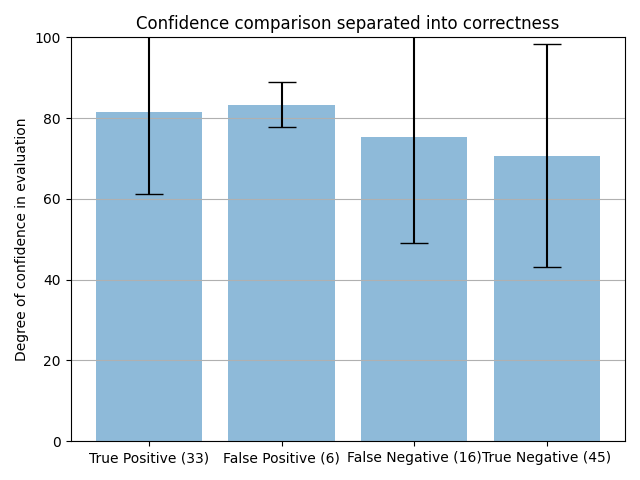 Confidence comparison separated into correctness
Degree of confidence in evaluation
100
80
60
40
20
0
True Positive (33)
False Positive (6)
False Negative (16)
True Negative (45)